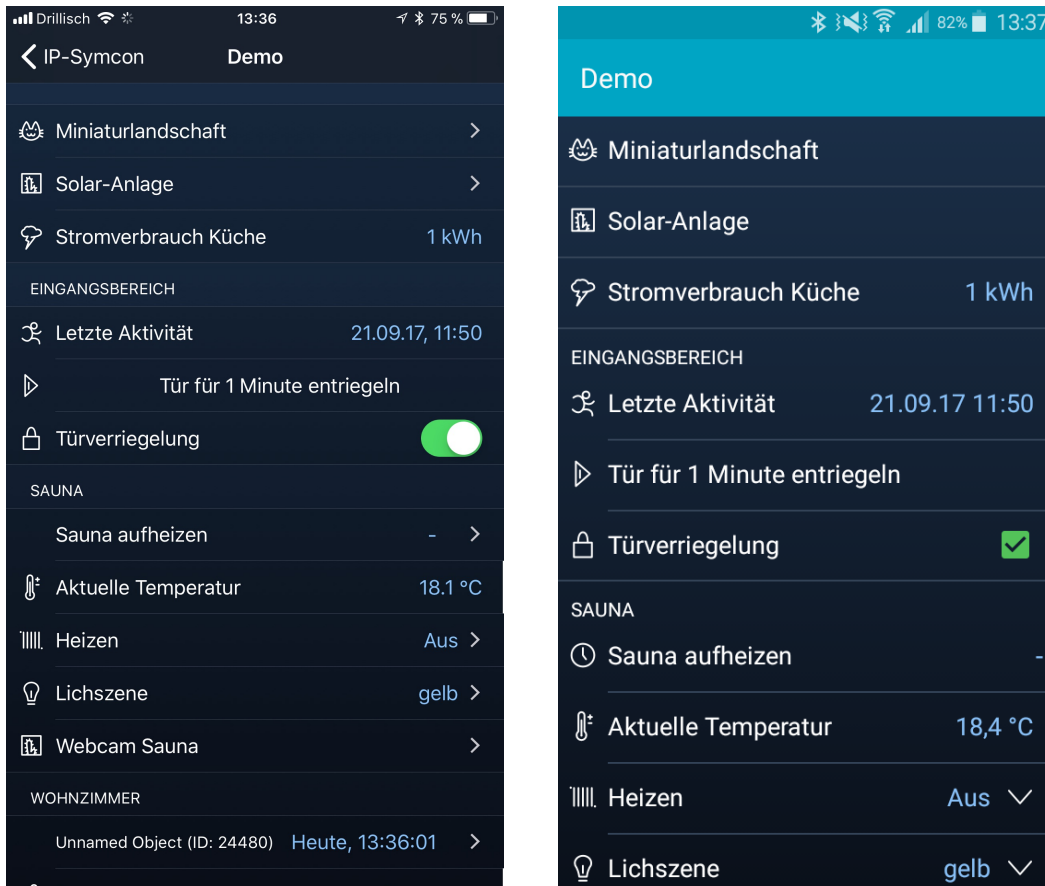 Drillisch 13:36 75 %
IP-Symcon Demo
Miniaturlandschaft
Solar-Anlage
Stromverbrauch Küche 1 kWh
EINGANGSBEREICH
Letzte Aktivität 21.09.17, 11:50
Tür für 1 Minute entriegeln
Türverriegelung
SAUNA
Sauna aufheizen -
Aktuelle Temperatur 18.1 °C
Heizen Aus
Lichszene gelb
Webcam Sauna
WOHNZIMMER
Unnamed Object (ID: 24480) Heute, 13:36:01
82% 13:37
Demo
Miniaturlandschaft
Solar-Anlage
Stromverbrauch Küche 1 kWh
EINGANGSBEREICH
Letzte Aktivität 21.09.17 11:50
Tür für 1 Minute entriegeln
Türverriegelung
SAUNA
Sauna aufheizen -
Aktuelle Temperatur 18,4 °C
Heizen Aus
Lichszene gelb